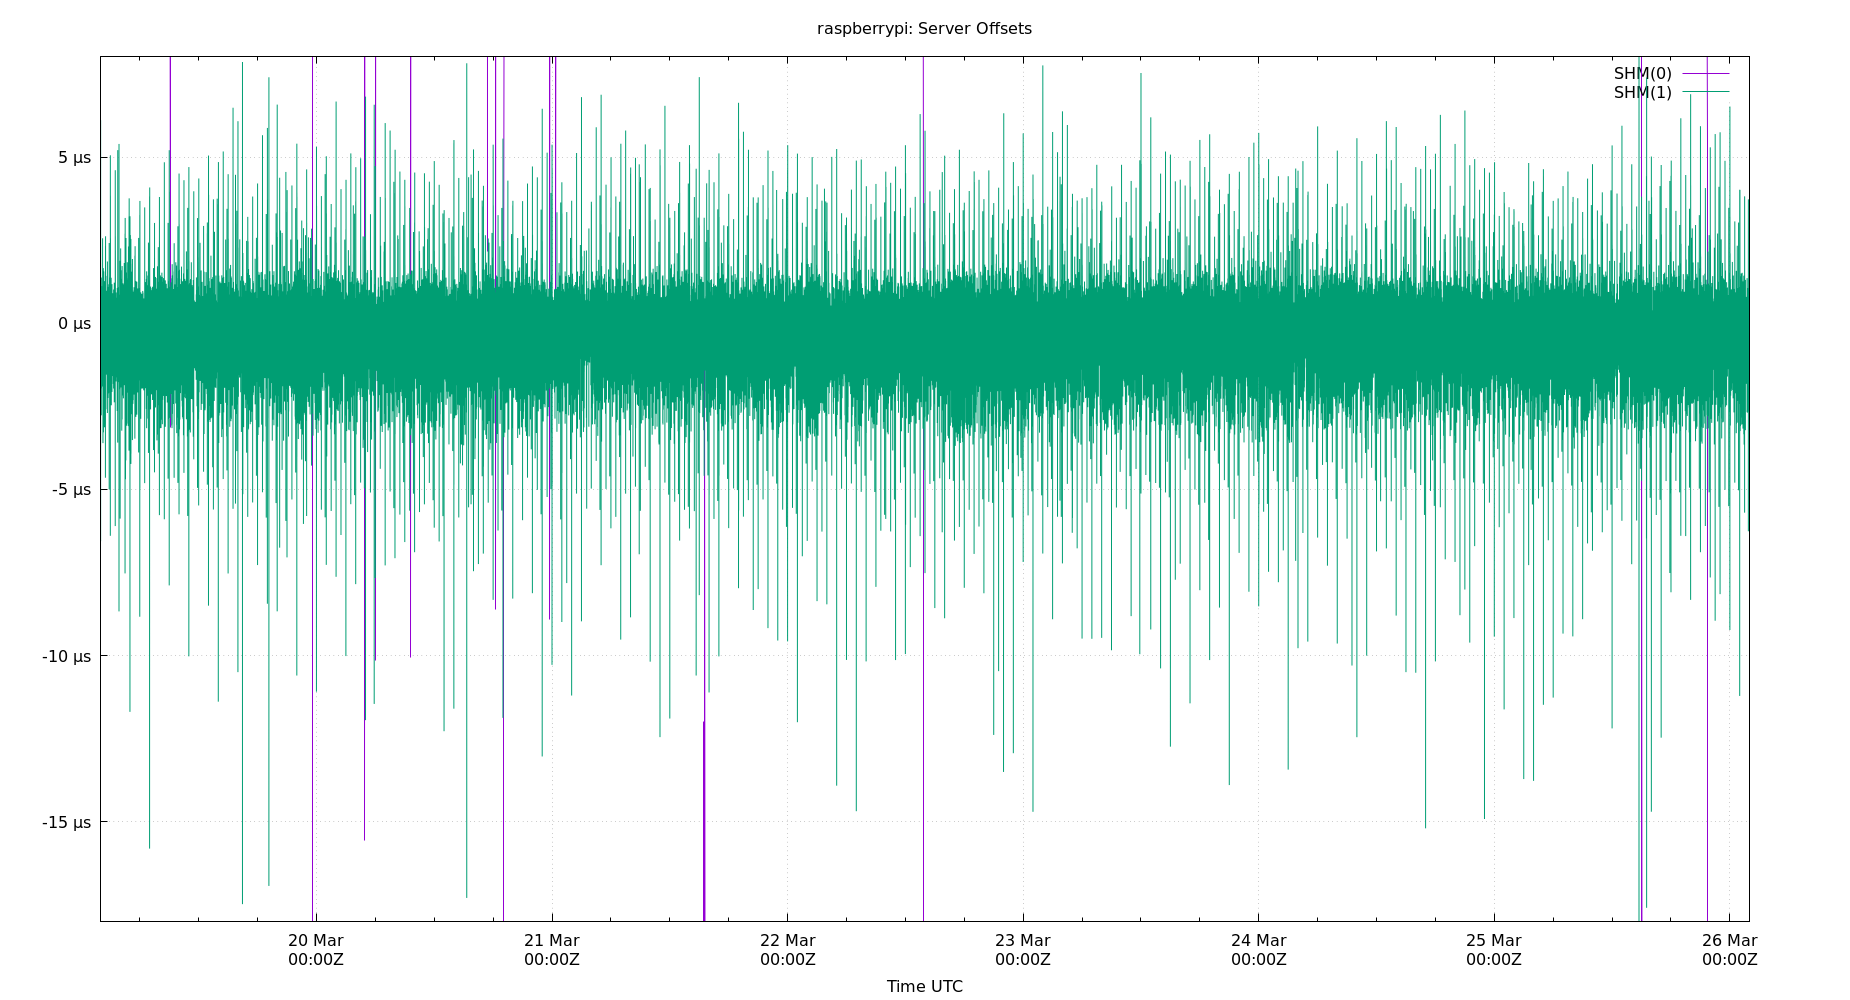 raspberrypi: Server Offsets
SHM(0)
SHM(1)
5 µs
0 µs
-5 µs
-10 µs
-15 µs
20 Mar 21 Mar 22 Mar 23 Mar 24 Mar 25 Mar 26 Mar
00:00Z 00:00Z 00:00Z 00:00Z 00:00Z 00:00Z 00:00Z
Time UTC